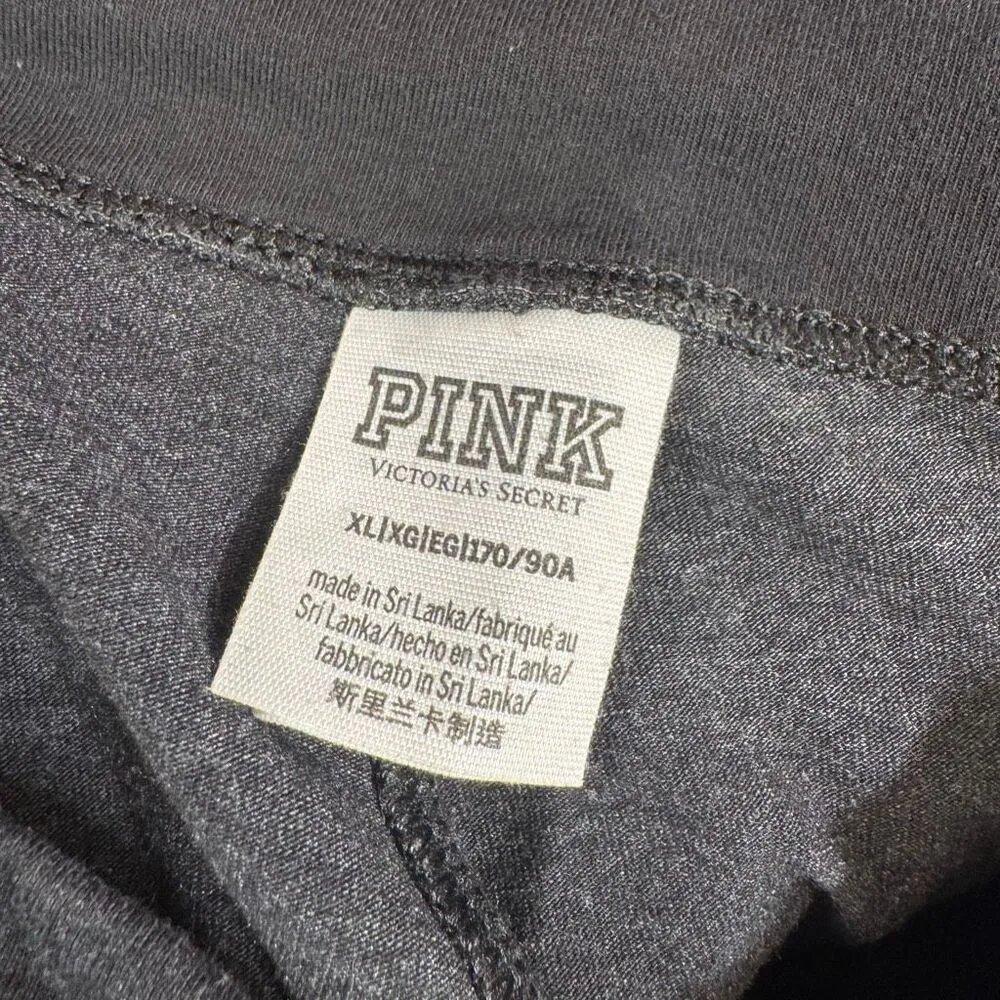 PINK
VICTORIA'S SECRET
XL|XG|EG|170/90A
made in Sri Lanka/fabriqué au
Sri Lanka/hecho en Sri Lanka/
fabbricato in Sri Lanka/
斯里兰卡制造